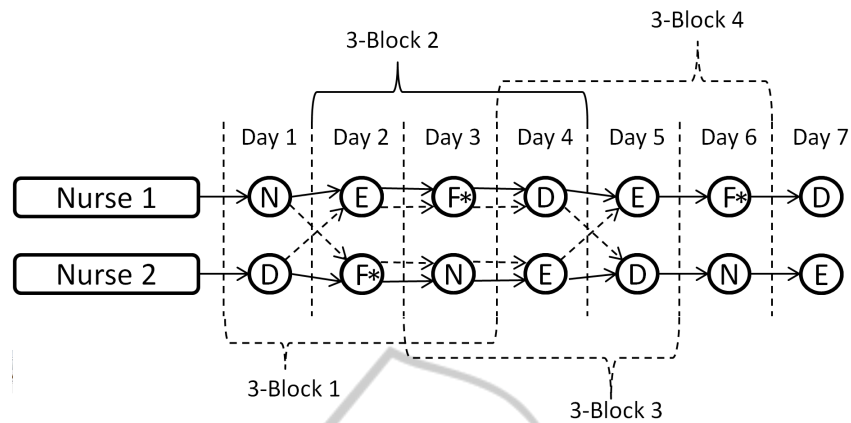 3-Block 4
3-Block 2
Day 1 Day 2 Day 3 Day 4 Day 5 Day 6 Day 7
Nurse 1 N E F* D E F* D
Nurse 2 D F* N E D N E
3-Block 1
3-Block 3